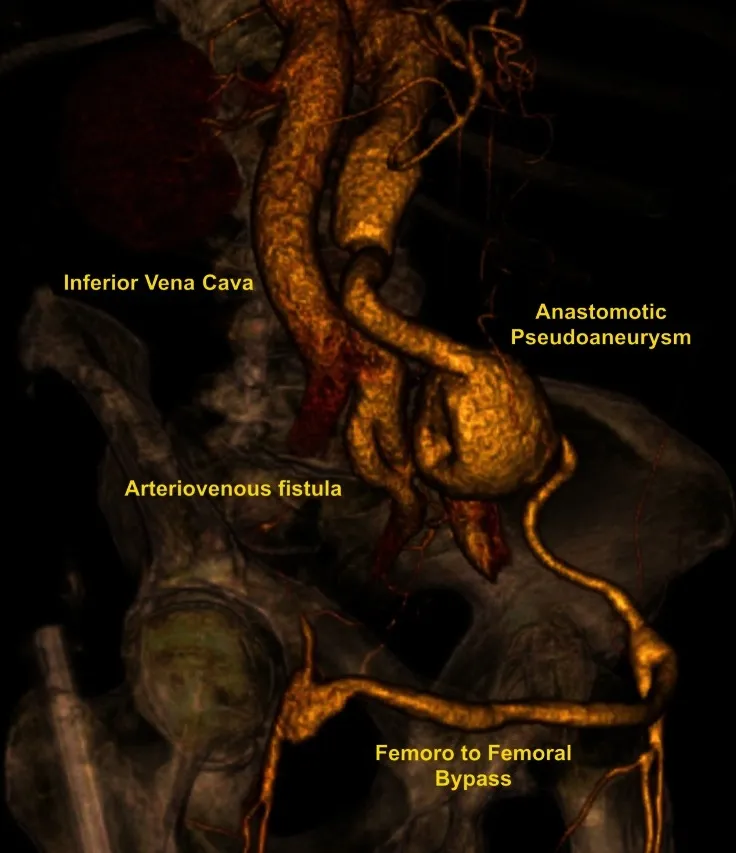 Inferior Vena Cava
Anastomotic
Pseudoaneurysm
Arteriovenous fistula
Femoro to Femoral
Bypass